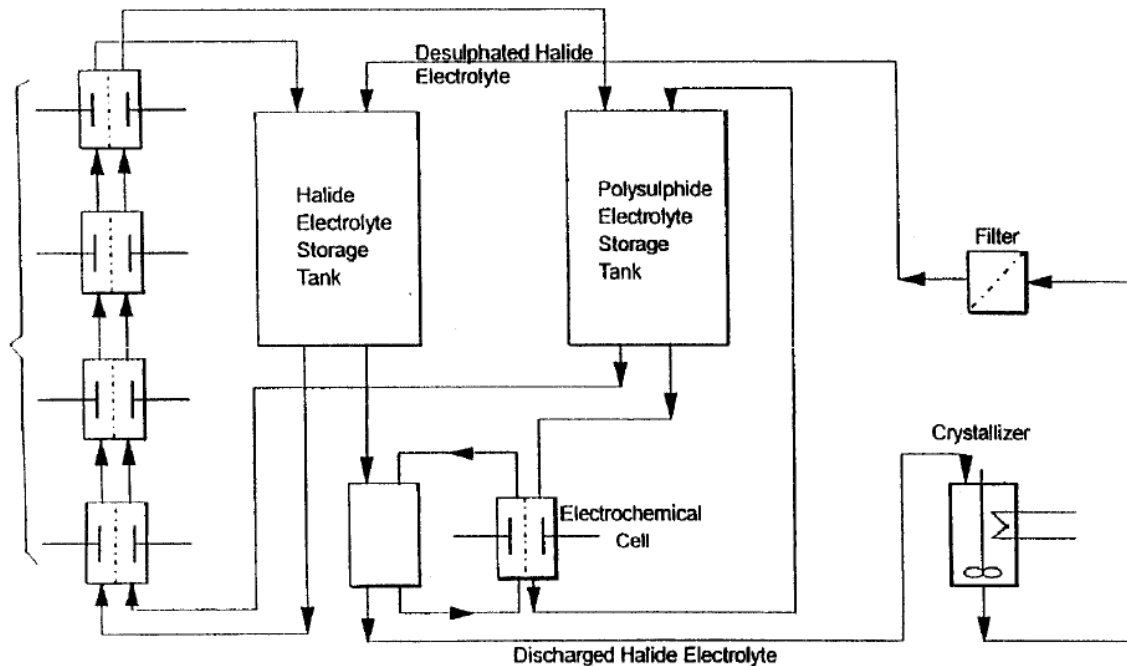 Desulphated Halide
Electrolyte
Halide
Electrolyte
Storage
Tank
Polysulphide
Electrolyte
Storage
Tank
Filter
Crystallizer
Electrochemical
Cell
Discharged Halide Electrolyte